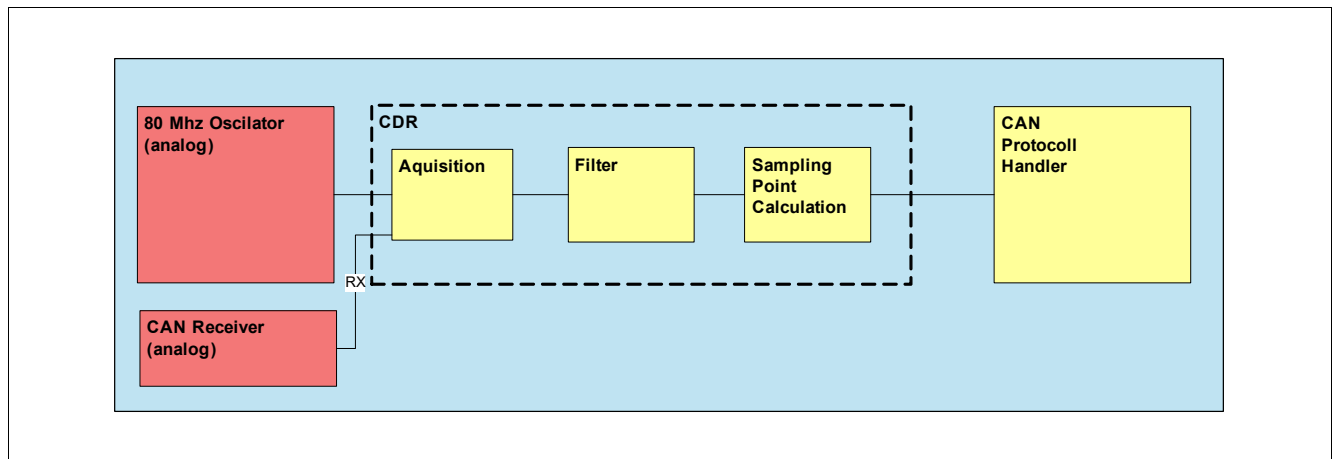 80 Mhz Oscilator
(analog)
CDR
Aquisition
Filter
Sampling
Point
Calculation
CAN
Protocoll
Handler
RX
CAN Receiver
(analog)